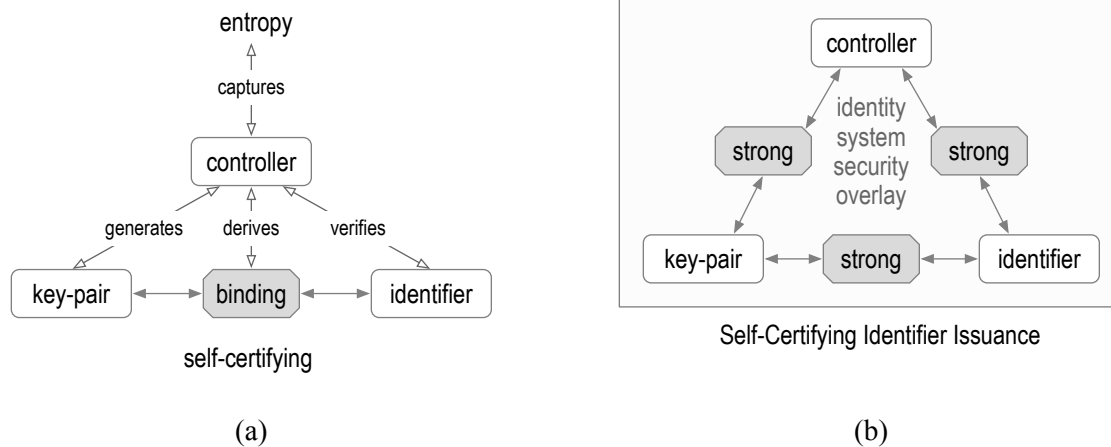 entropy
captures
controller
generates
derives
verifies
key-pair
binding
identifier
self-certifying
(a)
controller
identity
system
security
overlay
strong
strong
key-pair
strong
identifier
Self-Certifying Identifier Issuance
(b)